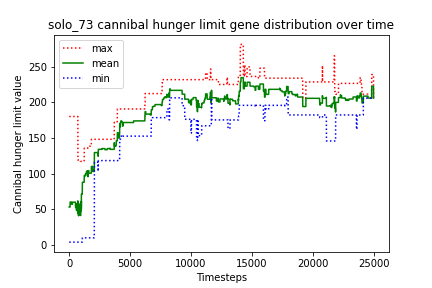 solo_73 cannibal hunger limit gene distribution over time
max
mean
min
Cannibal hunger limit value
250
200
150
100
50
0
0 5000 10000 15000 20000 25000
Timesteps